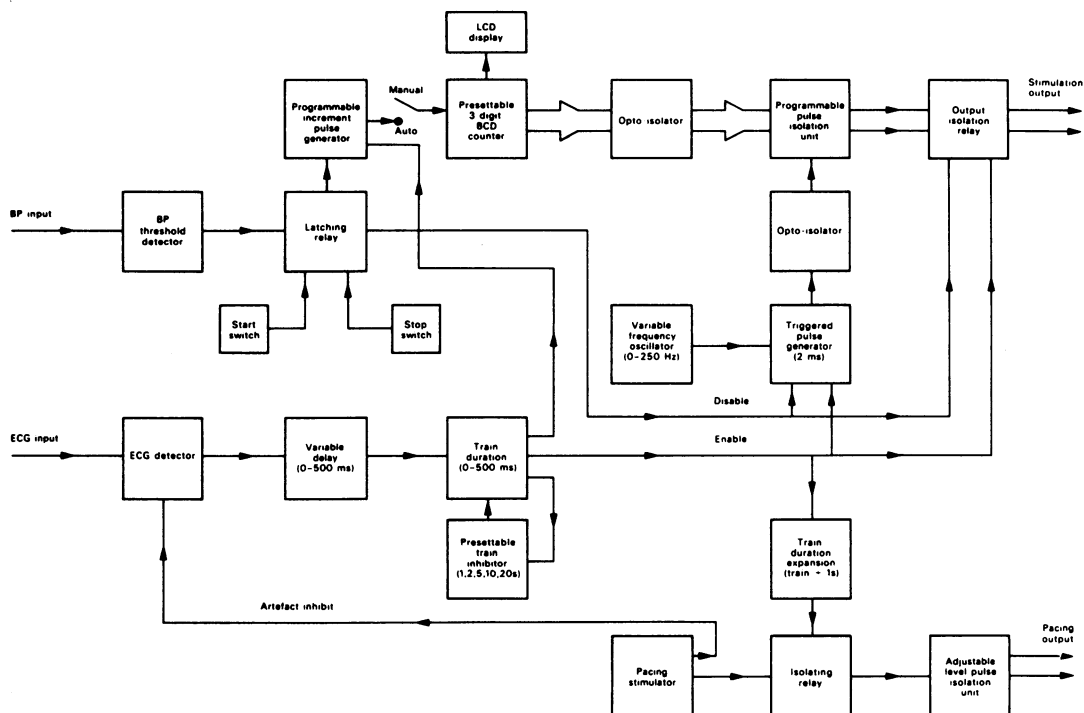 LCD
display
Programmable
increment
pulse
generator
Manual
Auto
Presettable
3 digit
BCD
counter
Opto isolator
Programmable
pulse
isolation
unit
Output
isolation
relay
Stimulation
output
BP input
BP
threshold
detector
Latching
relay
Opto-isolator
Start
switch
Stop
switch
Variable
frequency
oscillator
(0-250 Hz)
Triggered
pulse
generator
(2 ms)
Disable
ECG input
ECG detector
Variable
delay
(0-500 ms)
Train
duration
(0-500 ms)
Enable
Presettable
train
inhibitor
(1,2,5,10,20s)
Train
duration
expansion
(train ÷ 1s)
Artefact inhibit
Pacing
stimulator
Isolating
relay
Adjustable
level pulse
isolation
unit
Pacing
output